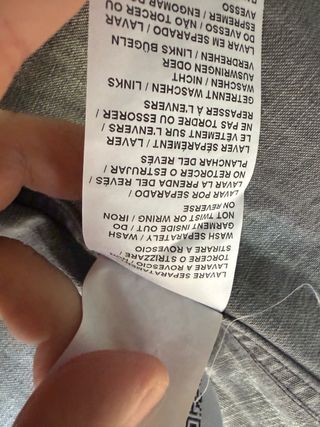 LAVARE
LAVARE A ROVESCIO /
TORCERE O STRIZZARE /
STIRARE A ROVESCIO
WASH SEPARATELY / WASH
GARMENT INSIDE OUT / DO
NOT TWIST OR WRING / IRON
ON REVERSE
LAVAR POR SEPARADO /
LAVAR LA PRENDA DEL REVÉS /
NO RETORCER O ESTRUJAR /
PLANCHAR DEL REVÉS
LAVER SÉPARÉMENT / LAVER
LE VÊTEMENT SUR L'ENVERS /
NE PAS TORDRE OU ESSORER /
REPASSER À L'ENVERS
GETRENNT WASCHEN / LINKS
WASCHEN / NICHT
AUSWRINGEN ODER
VERDREHEN / LINKS BÜGELN
LAVAR EM SEPARADO / LAVAR
DO AVESSO / NÃO TORCER OU
ESPREMER / ENGOMAR DO
AVESSO